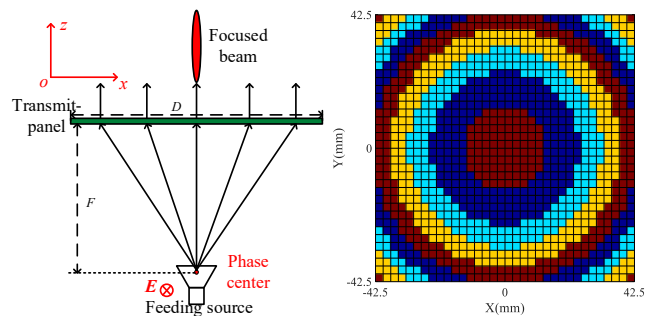 z
o
x
Focused
beam
Transmit-
panel
D
F
Phase
center
E
Feeding source
42.5
Y(mm)
0
-42.5
-42.5
0
42.5
X(mm)